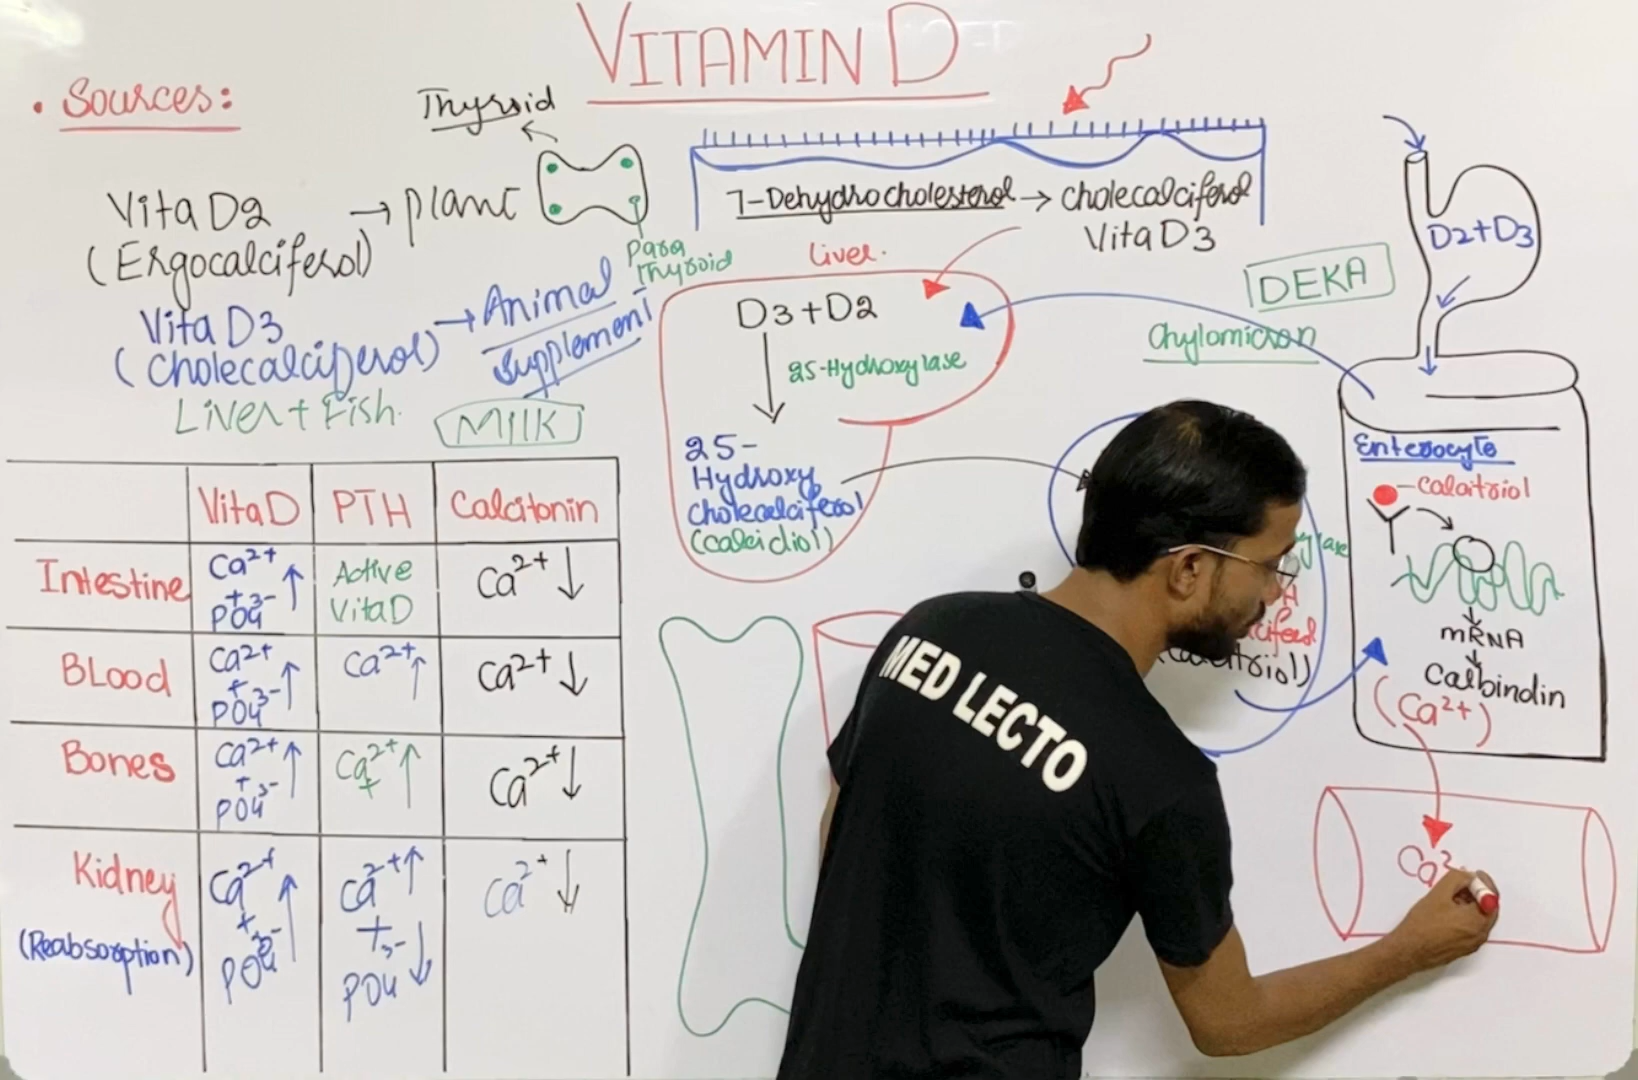 VITAMIN D
• Sources:
Thyroid
Vita D2 → plant
(Ergocalciferol)
Para
Thyroid
Vita D3 → Animal
(Cholecalciferol)
Supplement
Liver + Fish.
MIlK
7-Dehydrocholesterol → cholecalciferol
Vita D3
Liver.
D3+D2
25-Hydroxylase
25-
Hydroxy
cholecalciferol
(calcidiol)
DEKA
Chylomicron
D2+D3
Enterocyte
-calcitriol
mRNA
Calbindin
(Ca2+)
Ca2
MED LECTO
Vita D PTH Calcitonin
Intestine Ca2+ + PO43- ↑ Active Vita D Ca2+ ↓
BLood Ca2+ + PO43- ↑ Ca2+ ↑ Ca2+ ↓
Bones Ca2+ + PO43- ↑ Ca2+ + ↑ Ca2+ ↓
Kidney (Reabsorption) Ca2+ + PO43- ↑ Ca2+ ↑ + PO43- ↓ Ca2+ ↓